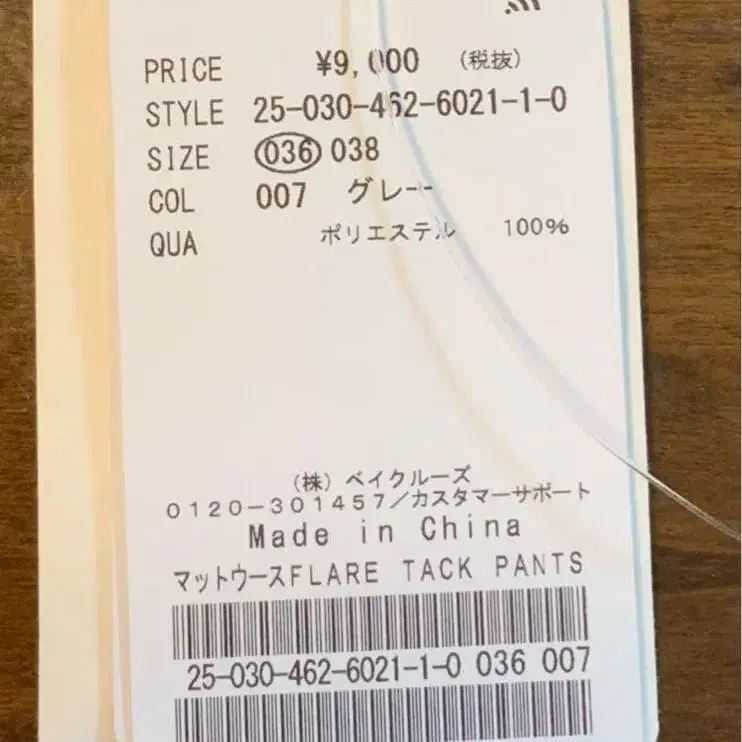 PRICE ¥9,000 (税抜)
STYLE 25-030-462-6021-1-0
SIZE 036 038
COL 007 グレー
QUA ポリエステル 100%
(株) ベイクルーズ
0120-301457/カスタマーサポート
Made in China
マットウースFLARE TACK PANTS
25-030-462-6021-1-0 036 007